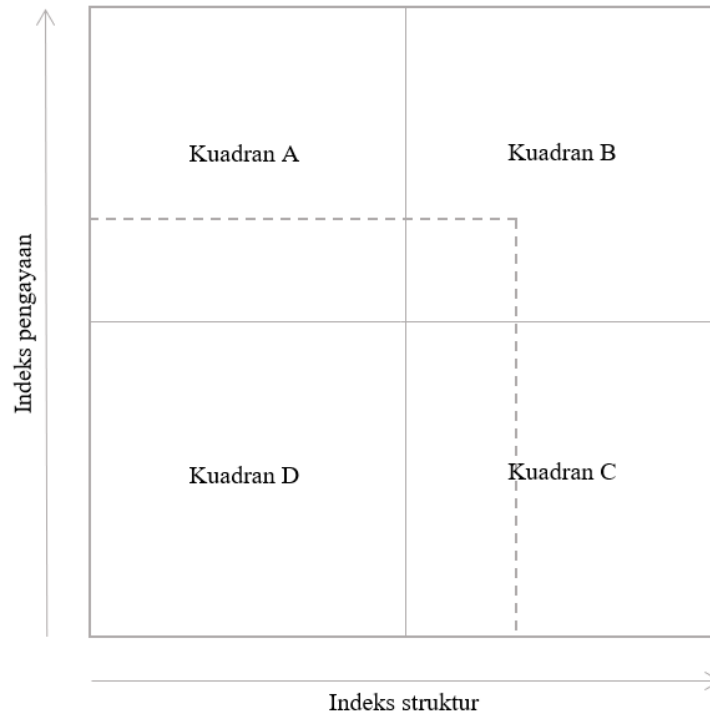 Kuadran A
Kuadran B
Indeks pengayaan
Kuadran D
Kuadran C
Indeks struktur